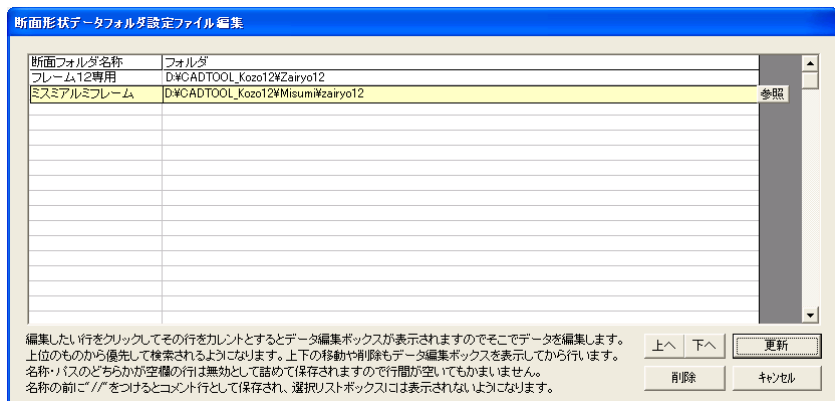 断面形状データフォルダ設定ファイル編集
断面フォルダ名称 フォルダ
フレーム12専用 D:¥CADTOOL_Kozo12¥Zairyo12
ミスミアルミフレーム D:¥CADTOOL_Kozo12¥Misumi¥zairyo12 参照
編集したい行をクリックしてその行をカレントとするとデータ編集ボックスが表示されますのでそこでデータを編集します。
上位のものから優先して検索されるようになります。上下の移動や削除もデータ編集ボックスを表示してから行います。
名称・パスのどちらかが空欄の行は無効として詰めて保存されますので行間が空いてもかまいません。
名称の前に"//"をつけるとコメント行として保存され、選択リストボックスには表示されないようになります。
上へ 下へ 更新
削除 キャンセル